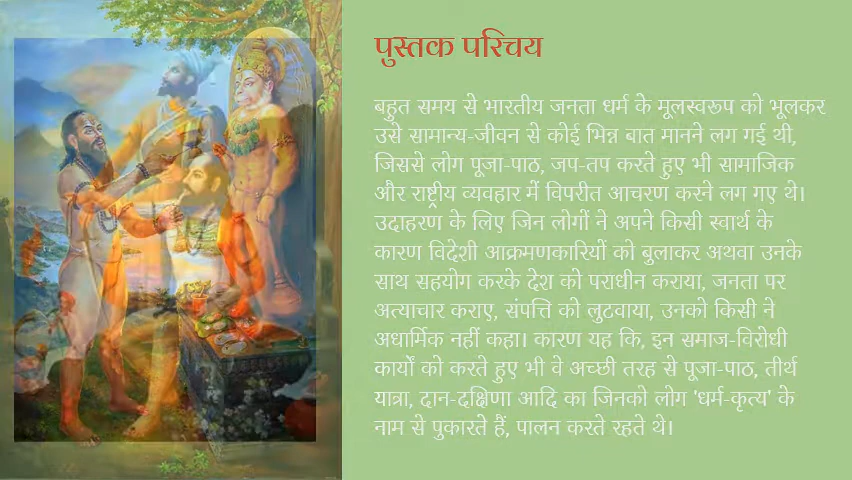 पुस्तक परिचय
बहुत समय से भारतीय जनता धर्म के मूलस्वरूप को भूलकर
उसे सामान्य-जीवन से कोई भिन्न बात मानने लग गई थी,
जिससे लोग पूजा-पाठ, जप-तप करते हुए भी सामाजिक
और राष्ट्रीय व्यवहार में विपरीत आचरण करने लग गए थे।
उदाहरण के लिए जिन लोगों ने अपने किसी स्वार्थ के
कारण विदेशी आक्रमणकारियों को बुलाकर अथवा उनके
साथ सहयोग करके देश को पराधीन कराया, जनता पर
अत्याचार कराए, संपत्ति को लुटवाया, उनको किसी ने
अधार्मिक नहीं कहा। कारण यह कि, इन समाज-विरोधी
कार्यों को करते हुए भी वे अच्छी तरह से पूजा-पाठ, तीर्थ
यात्रा, दान-दक्षिणा आदि का जिनको लोग 'धर्म-कृत्य' के
नाम से पुकारते हैं, पालन करते रहते थे।